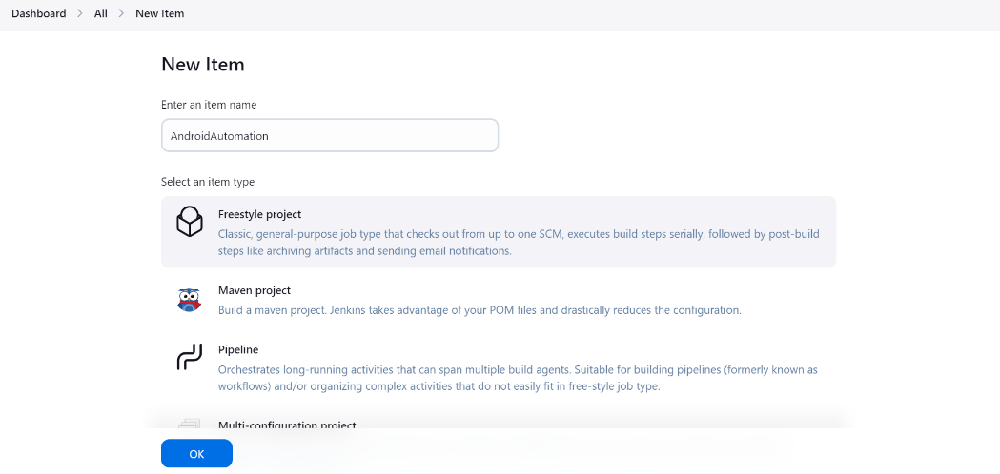 Dashboard > All > New Item
New Item
Enter an item name
AndroidAutomation
Select an item type
Freestyle project
Classic, general-purpose job type that checks out from up to one SCM, executes build steps serially, followed by post-build
steps like archiving artifacts and sending email notifications.
Maven project
Build a maven project. Jenkins takes advantage of your POM files and drastically reduces the configuration.
Pipeline
Orchestrates long-running activities that can span multiple build agents. Suitable for building pipelines (formerly known as
workflows) and/or organizing complex activities that do not easily fit in free-style job type.
Multi-configuration project
OK